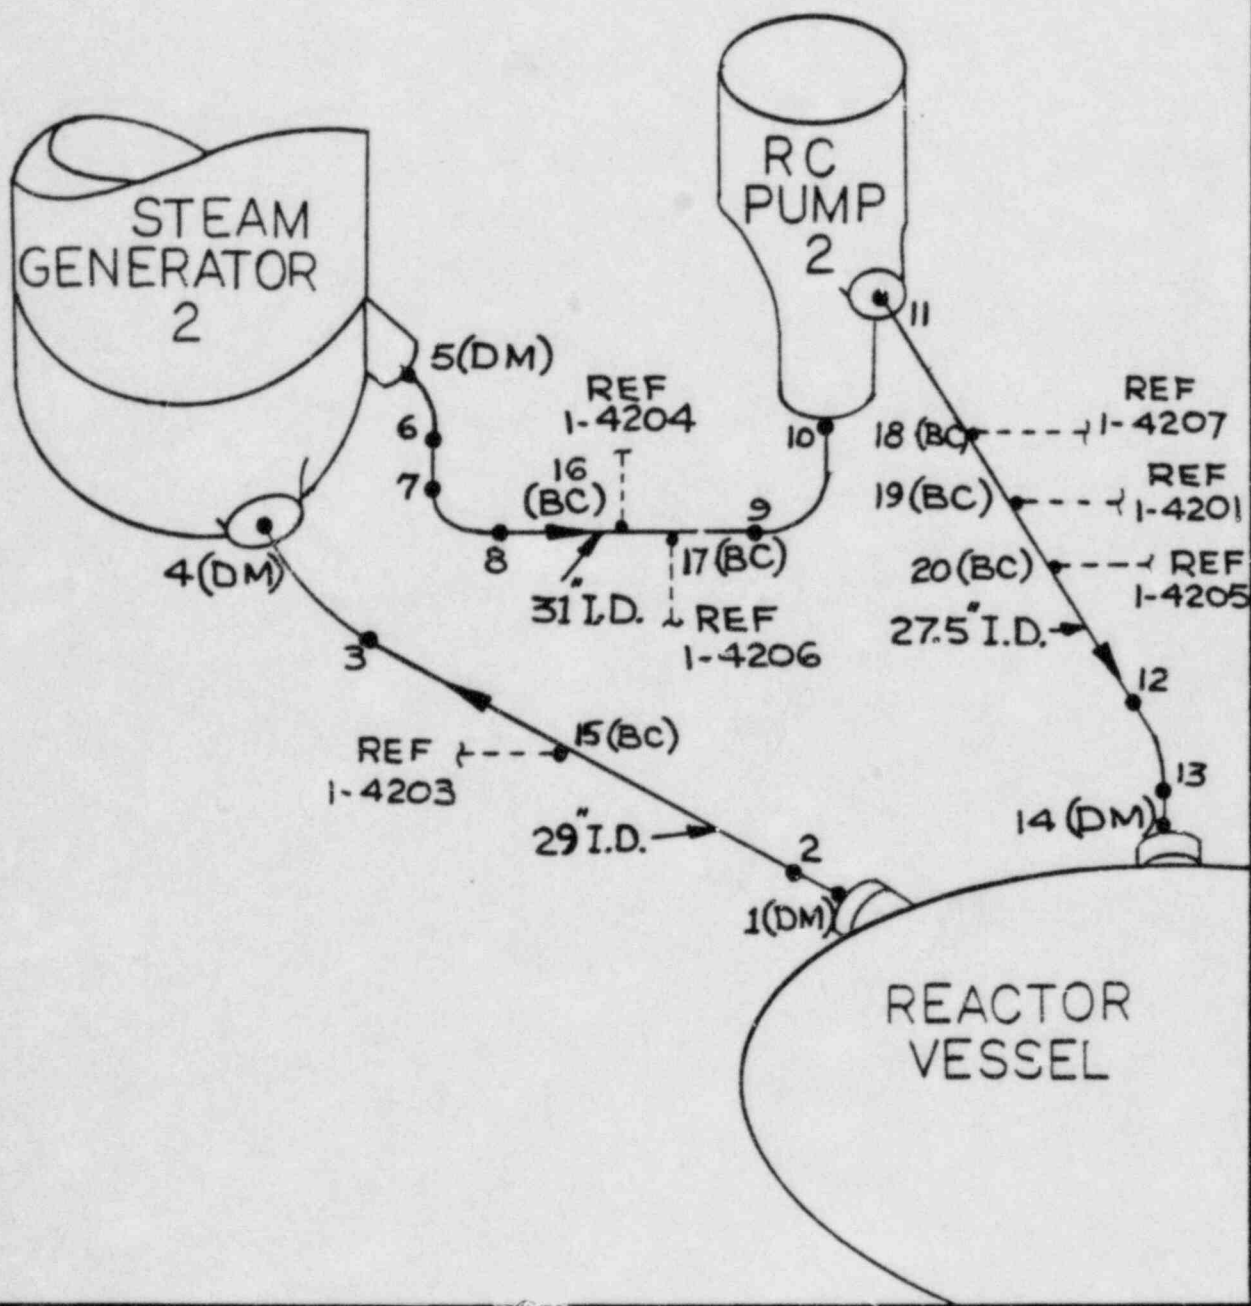 RC
PUMP
2
STEAM
GENERATOR
2
11
5(DM)
REF
1-4204
REF
1-4207
6
10
18(BC)
16
(BC)
7
REF
1-4201
9
19(BC)
8
17(BC)
20(BC)
REF
1-4205
4(DM)
31" I.D.
REF
1-4206
27.5" I.D.
3
12
15(BC)
REF
1-4203
13
14(DM)
29" I.D.
2
1(DM)
REACTOR
VESSEL